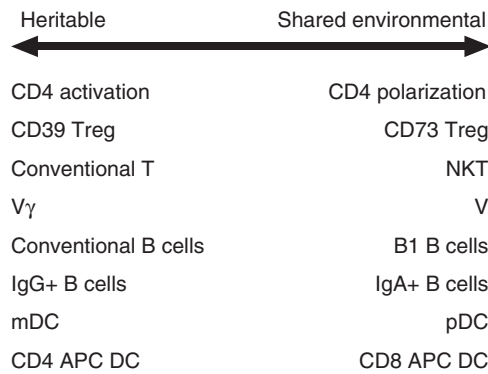 Heritable Shared environmental
CD4 activation CD4 polarization
CD39 Treg CD73 Treg
Conventional T NKT
Vγ V
Conventional B cells B1 B cells
IgG+ B cells IgA+ B cells
mDC pDC
CD4 APC DC CD8 APC DC